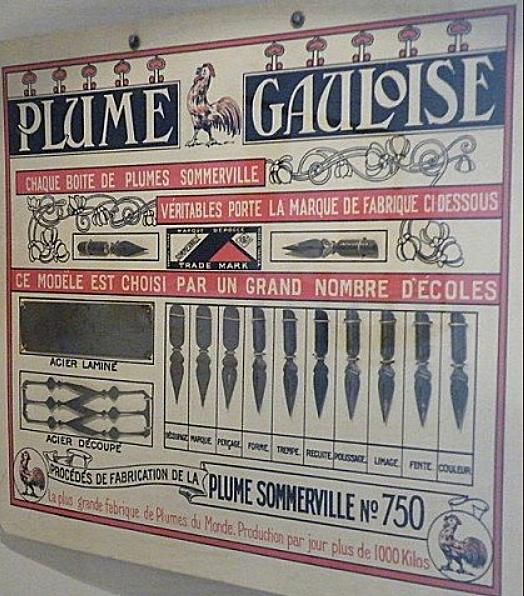 PLUME GAULOISE
CHAQUE BOITE DE PLUMES SOMMERVILLE
VÉRITABLES PORTE LA MARQUE DE FABRIQUE CI-DESSOUS
MARQUE DÉPOSÉE
TRADE MARK
CE MODÈLE EST CHOISI PAR UN GRAND NOMBRE D'ÉCOLES
ACIER LAMINÉ
ACIER DÉCOUPÉ
DÉCOUPAGE. MARQUE. PERÇAGE. FORME. TREMPE. RECUITE. POLISSAGE. LIMAGE. FENTE. COULEUR.
PROCÉDÉS DE FABRICATION DE LA
PLUME SOMMERVILLE Nº 750
La plus grande fabrique de Plumes du Monde. Production par jour plus de 1000 Kilos